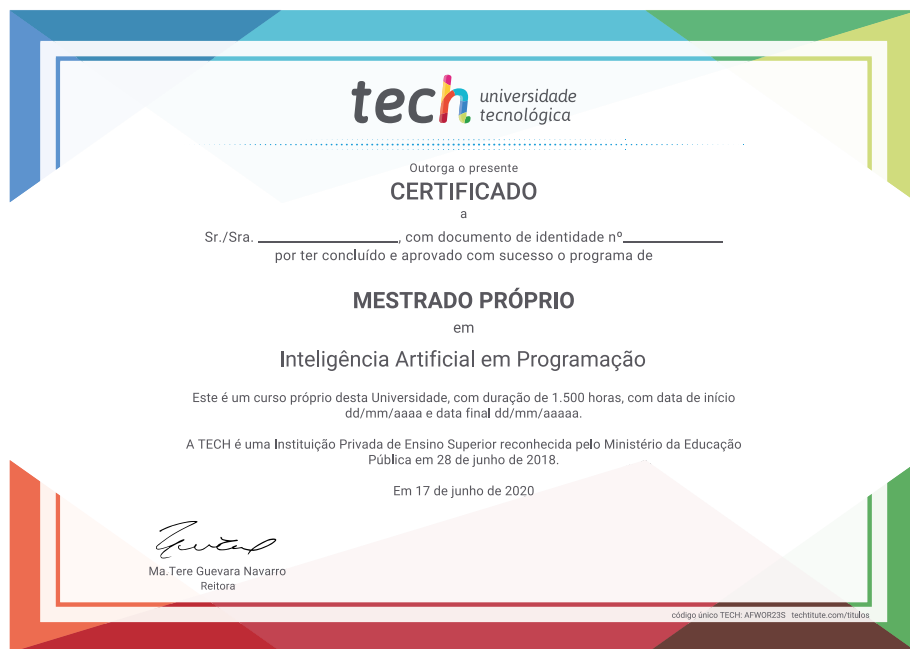 tech universidade
tecnológica
Outorga o presente
CERTIFICADO
a
Sr./Sra. ____________________, com documento de identidade nº______________
por ter concluído e aprovado com sucesso o programa de
MESTRADO PRÓPRIO
em
Inteligência Artificial em Programação
Este é um curso próprio desta Universidade, com duração de 1.500 horas, com data de início
dd/mm/aaaa e data final dd/mm/aaaaa.
A TECH é uma Instituição Privada de Ensino Superior reconhecida pelo Ministério da Educação
Pública em 28 de junho de 2018.
Em 17 de junho de 2020
Ma.Tere Guevara Navarro
Reitora
código único TECH: AFWOR23S techtitute.com/titulos